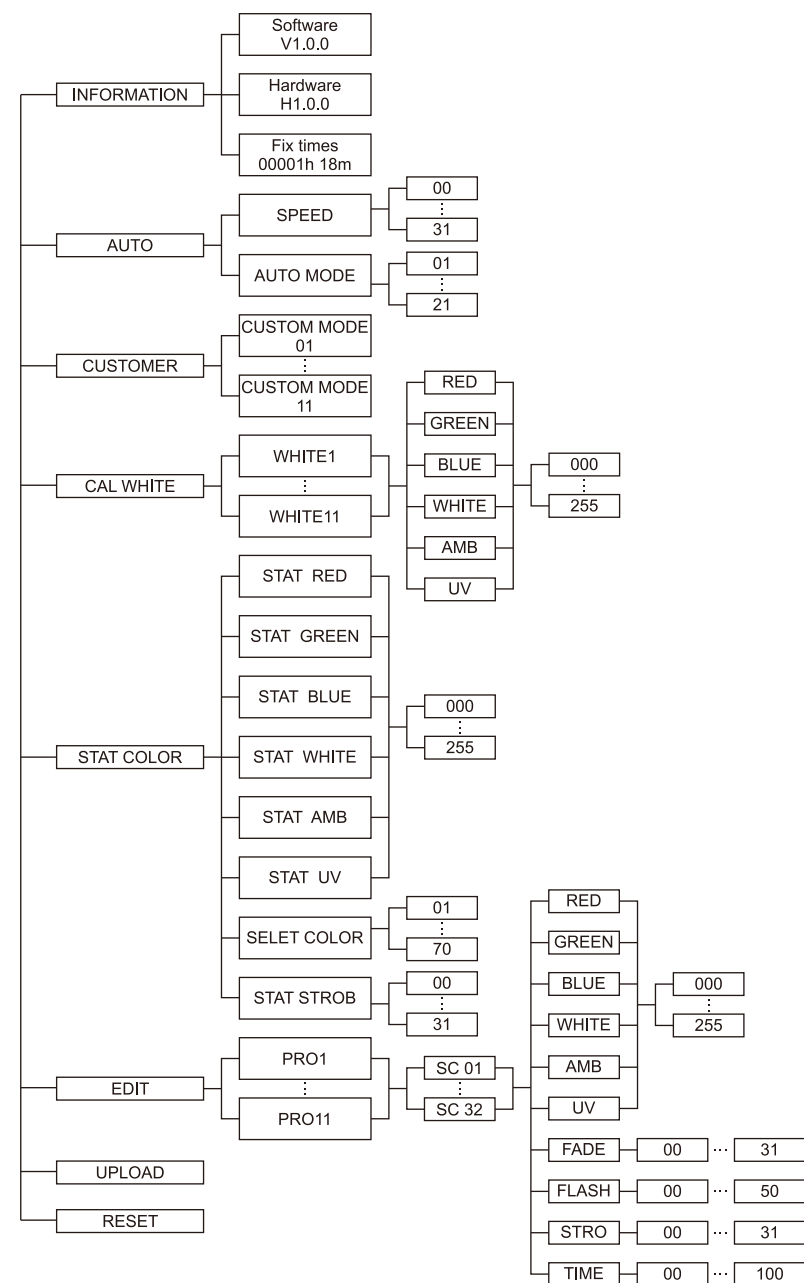 Software
V1.0.0
INFORMATION
Hardware
H1.0.0
Fix times
00001h 18m
AUTO
SPEED
00
31
AUTO MODE
01
21
CUSTOMER
CUSTOM MODE
01
CUSTOM MODE
11
CAL WHITE
WHITE1
WHITE11
RED
GREEN
BLUE
WHITE
AMB
UV
000
255
STAT COLOR
STAT RED
STAT GREEN
STAT BLUE
STAT WHITE
STAT AMB
STAT UV
000
255
SELET COLOR
01
70
STAT STROB
00
31
EDIT
PRO1
PRO11
SC 01
SC 32
RED
GREEN
BLUE
WHITE
AMB
UV
000
255
FADE 00 ... 31
FLASH 00 ... 50
STRO 00 ... 31
TIME 00 ... 100
UPLOAD
RESET